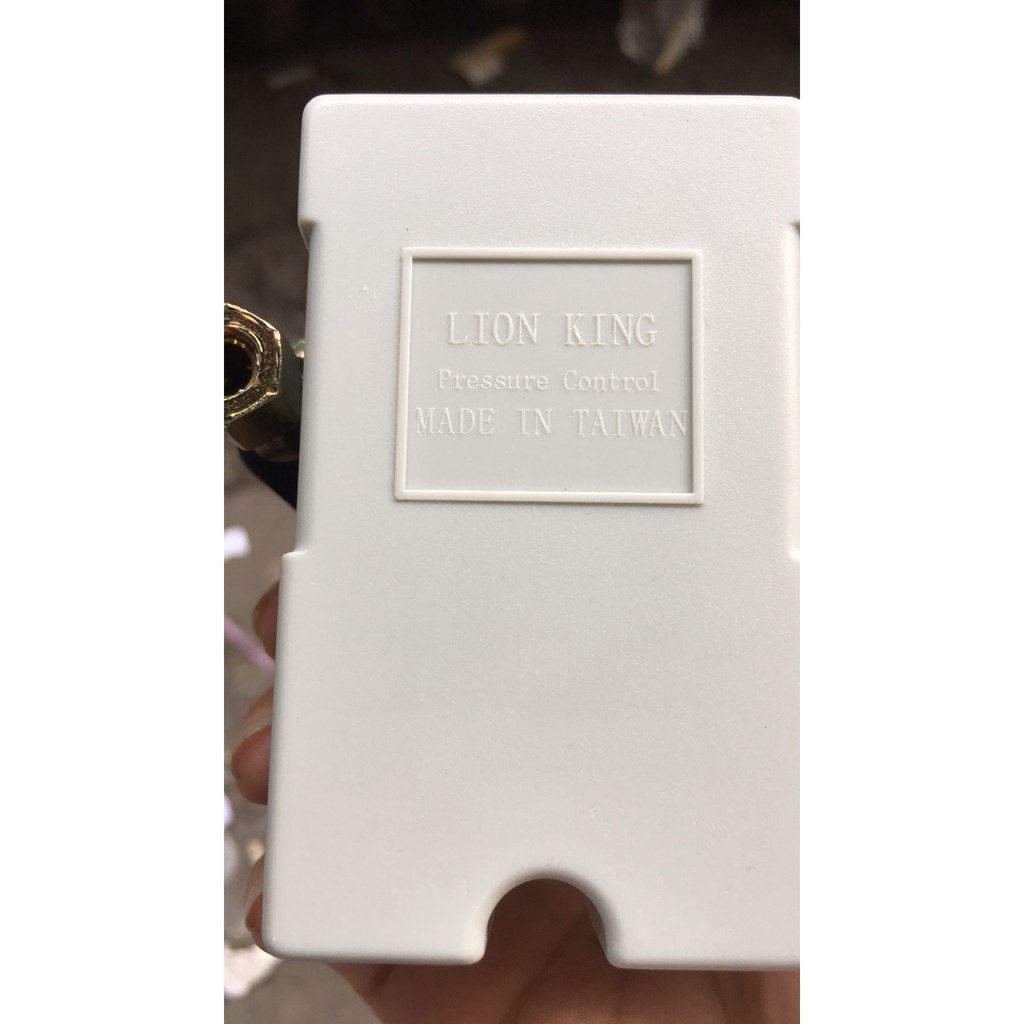 LION KING
Pressure Control
MADE IN TAIWAN